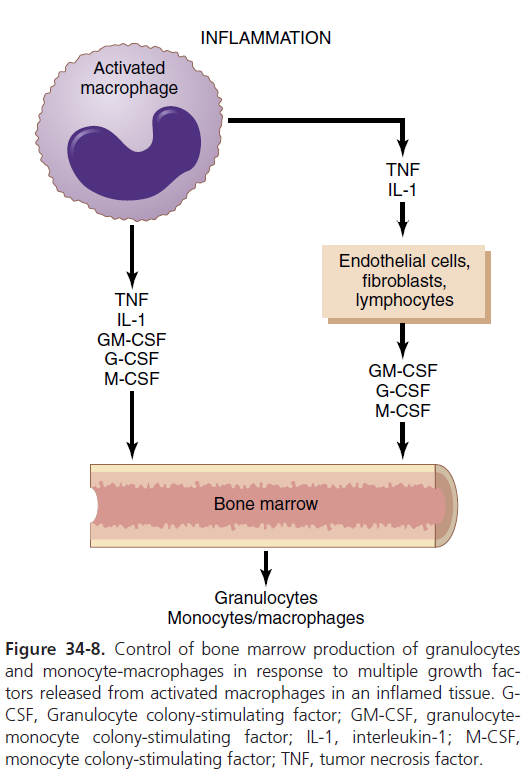 INFLAMMATION
Activated
macrophage
TNF
IL-1
Endothelial cells,
fibroblasts,
lymphocytes
TNF
IL-1
GM-CSF
G-CSF
M-CSF
GM-CSF
G-CSF
M-CSF
Bone marrow
Granulocytes
Monocytes/macrophages
Figure 34-8. Control of bone marrow production of granulocytes
and monocyte-macrophages in response to multiple growth fac-
tors released from activated macrophages in an inflamed tissue. G-
CSF, Granulocyte colony-stimulating factor; GM-CSF, granulocyte-
monocyte colony-stimulating factor; IL-1, interleukin-1; M-CSF,
monocyte colony-stimulating factor; TNF, tumor necrosis factor.